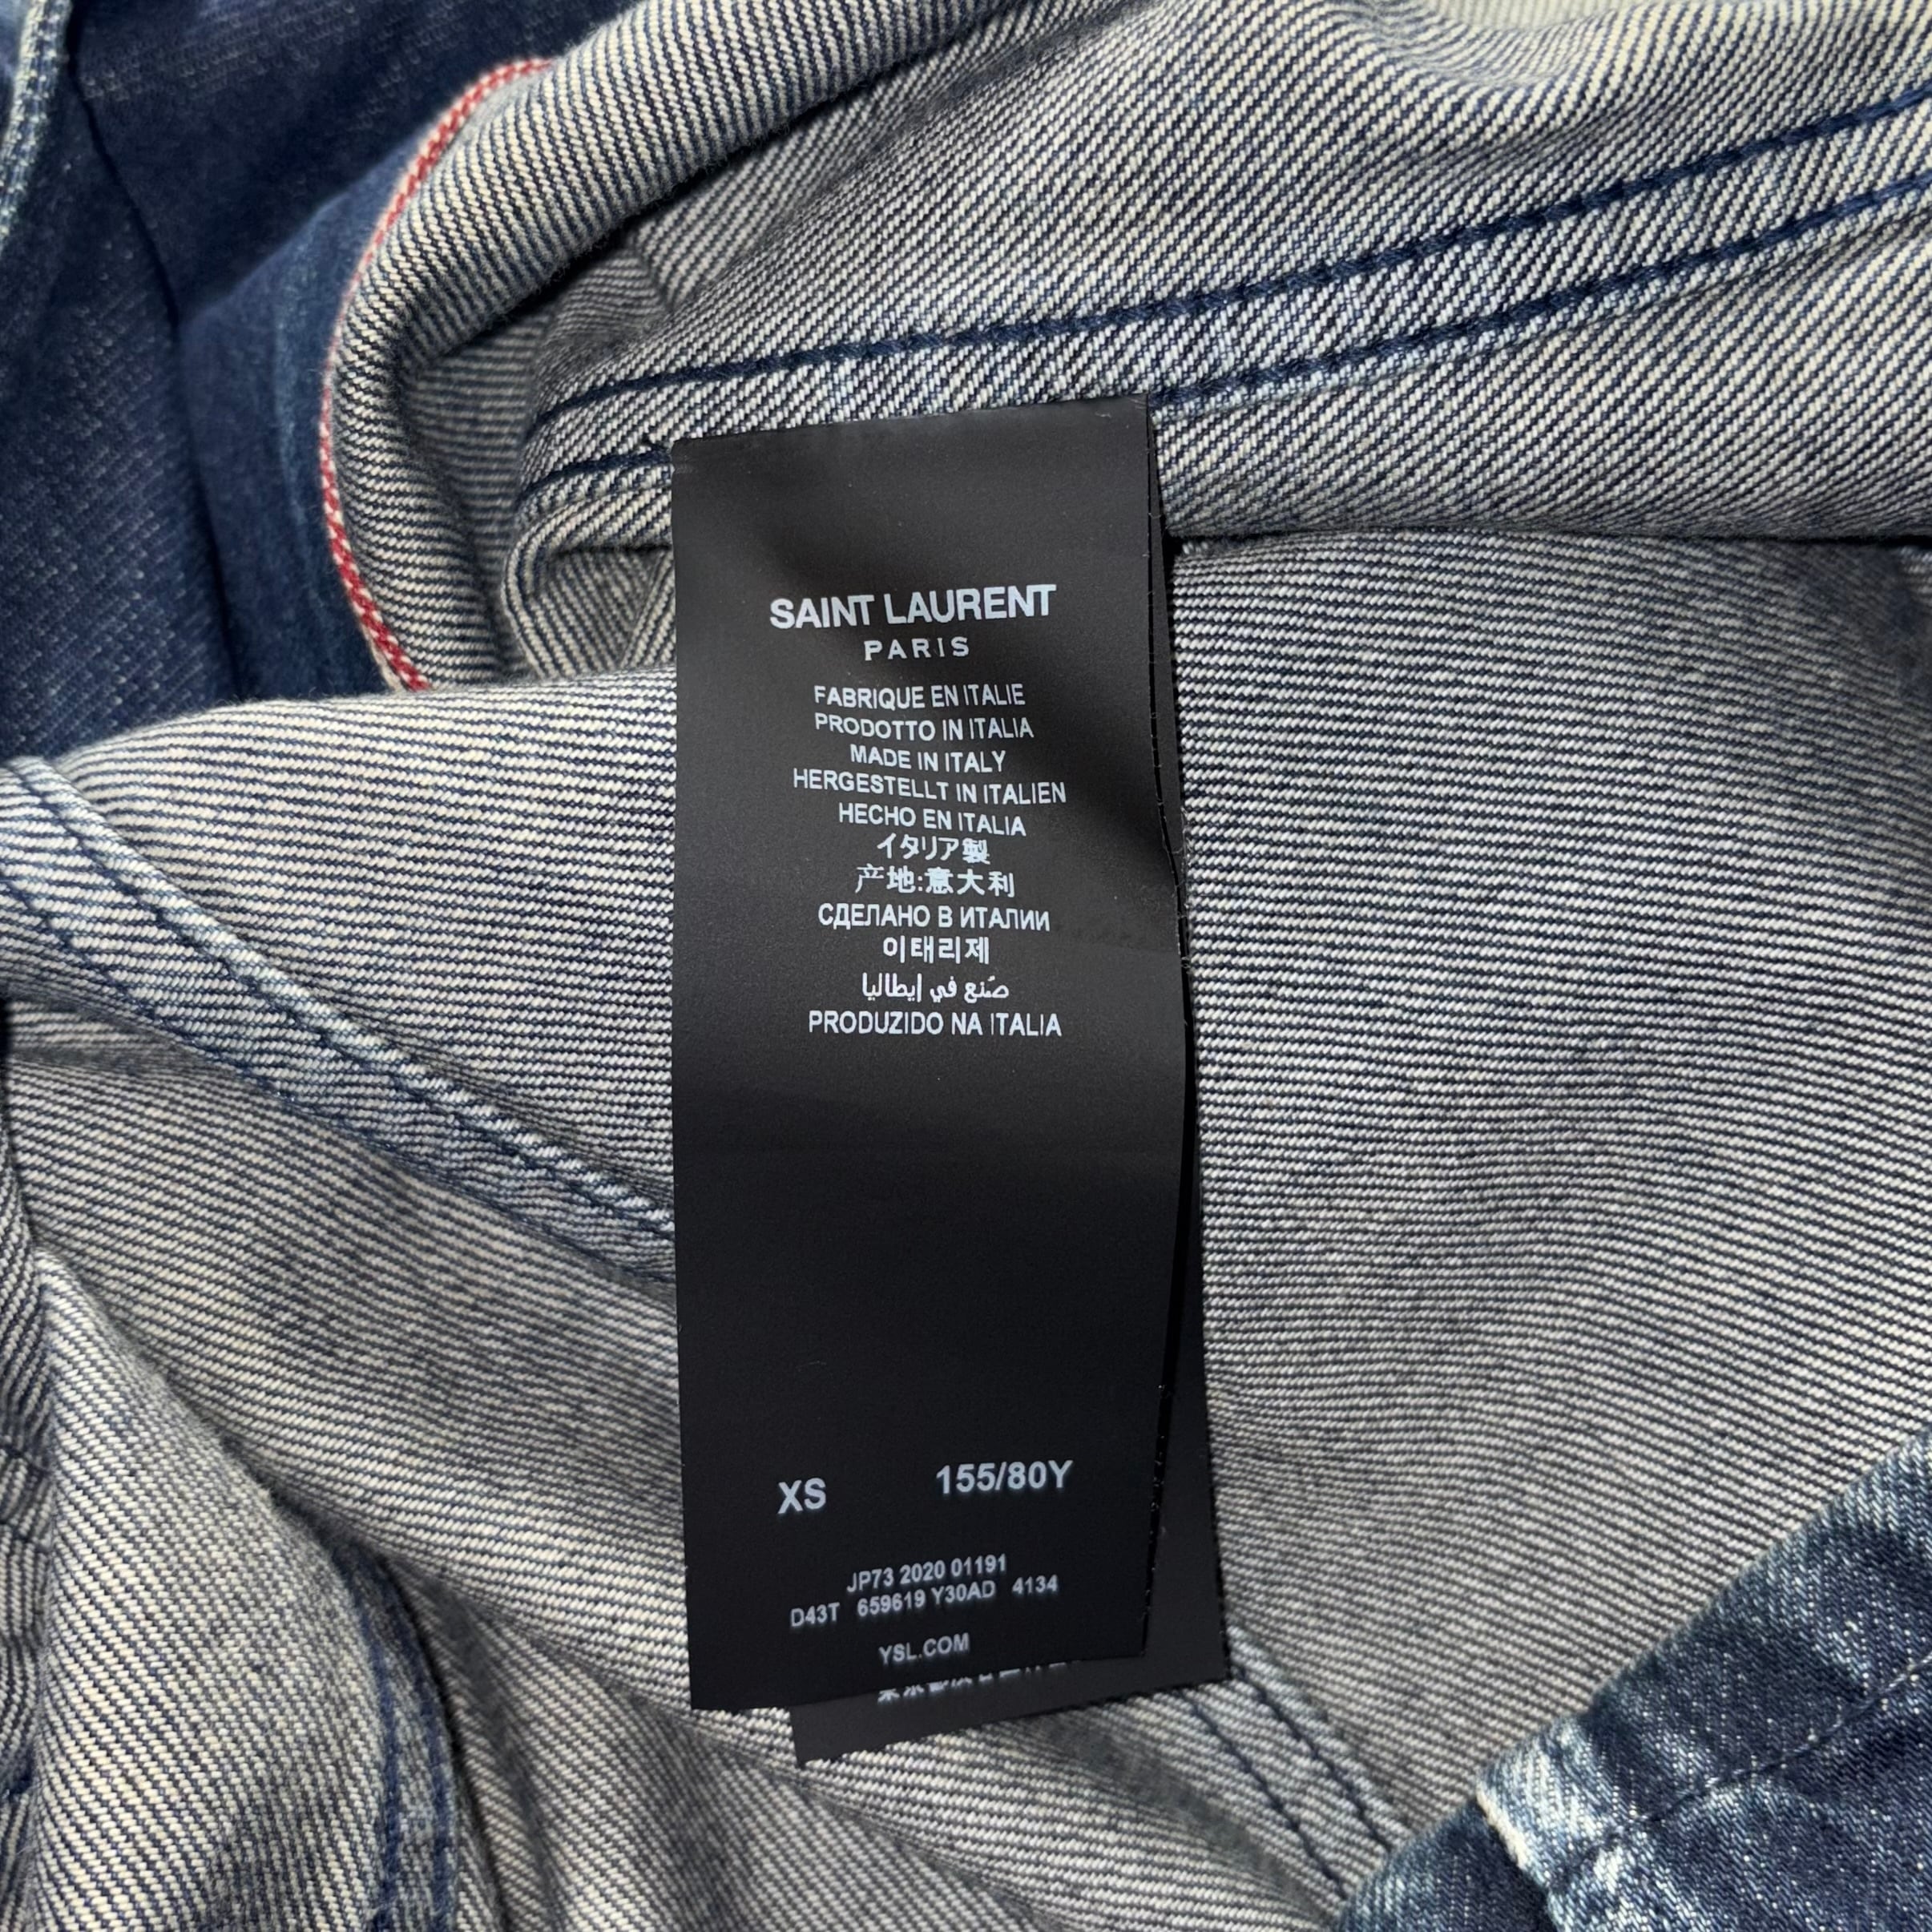 SAINT LAURENT
PARIS
FABRIQUE EN ITALIE
PRODOTTO IN ITALIA
MADE IN ITALY
HERGESTELLT IN ITALIEN
HECHO EN ITALIA
イタリア製
产地:意大利
СДЕЛАНО В ИТАЛИИ
이태리제
صُنع في إيطاليا
PRODUZIDO NA ITALIA
XS 155/80Y
JP73 2020 01191
D43T 659619 Y30AD 4134
YSL.COM